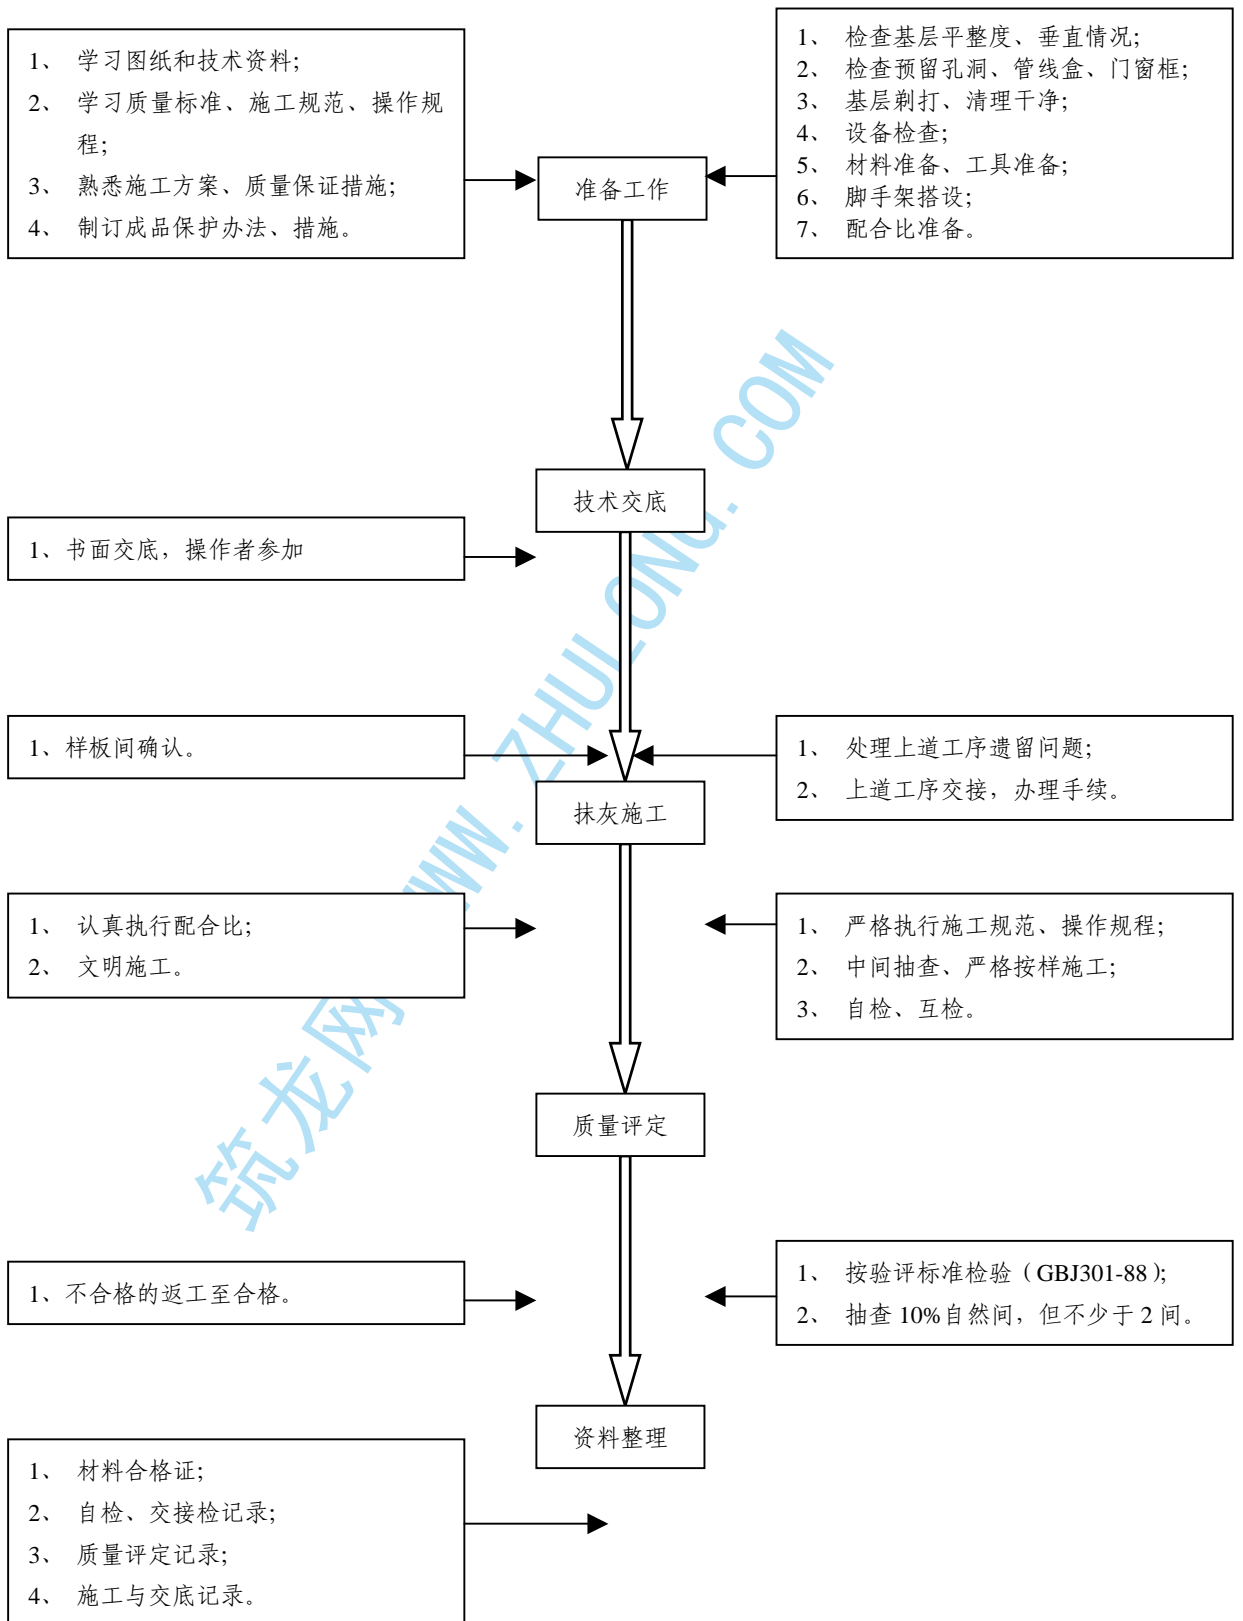 1、 学习图纸和技术资料;
2、 学习质量标准、施工规范、操作规
程;
3、 熟悉施工方案、质量保证措施;
4、 制订成品保护办法、措施。
1、 检查基层平整度、垂直情况;
2、 检查预留孔洞、管线盒、门窗框;
3、 基层剔打、清理干净;
4、 设备检查;
5、 材料准备、工具准备;
6、 脚手架搭设;
7、 配合比准备。
准备工作
技术交底
1、书面交底，操作者参加
1、样板间确认。
1、 处理上道工序遗留问题;
2、 上道工序交接，办理手续。
抹灰施工
1、 认真执行配合比;
2、 文明施工。
1、 严格执行施工规范、操作规程;
2、 中间抽查、严格按样施工;
3、 自检、互检。
质量评定
1、不合格的返工至合格。
1、 按验评标准检验（GBJ301-88）;
2、 抽查 10%自然间，但不少于 2 间。
资料整理
1、 材料合格证;
2、 自检、交接检记录;
3、 质量评定记录;
4、 施工与交底记录。
筑龙网 WWW.ZHULONG.COM